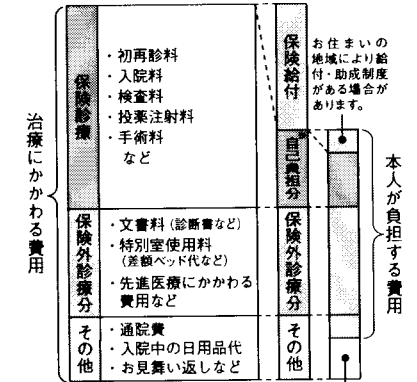 治療にかかわる費用
保険診療
・初再診料
・入院料
・検査料
・投薬注射料
・手術料
など
保険外診療分
・文書料(診断書など)
・特別室使用料
(差額ベッド代など)
・先進医療にかかわる
費用など
その他
・通院費
・入院中の日用品代
・お見舞い返しなど
保険給付
自己負担分
保険外診療分
その他
お住まいの
地域により給
付・助成制度
がある場合が
あります。
本人が負担する費用